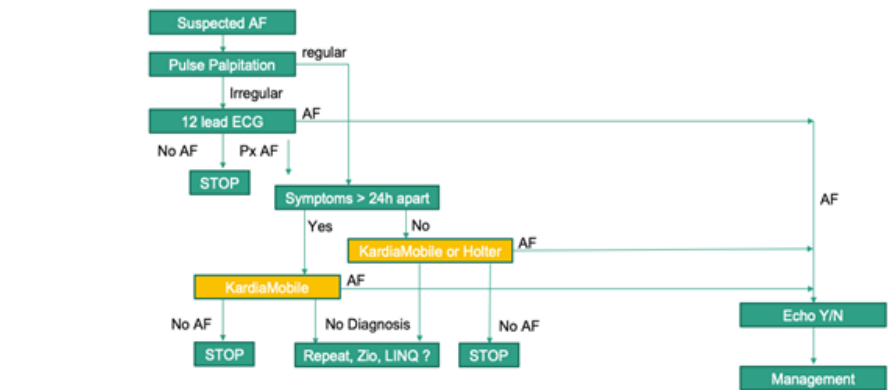 Suspected AF
regular
Pulse Palpitation
Irregular
AF
12 lead ECG
No AF
Px AF
STOP
Symptoms > 24h apart
AF
Yes
No
KardiaMobile or Holter
AF
KardiaMobile
AF
No AF
No Diagnosis
No AF
Echo Y/N
STOP
Repeat, Zio, LINQ ?
STOP
Management